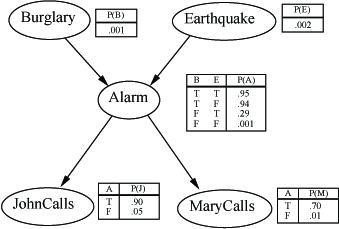 Burglary
P(B)
.001
Earthquake
P(E)
.002
Alarm
B E P(A)
T T .95
T F .94
F T .29
F F .001
JohnCalls
A P(J)
T .90
F .05
MaryCalls
A P(M)
T .70
F .01